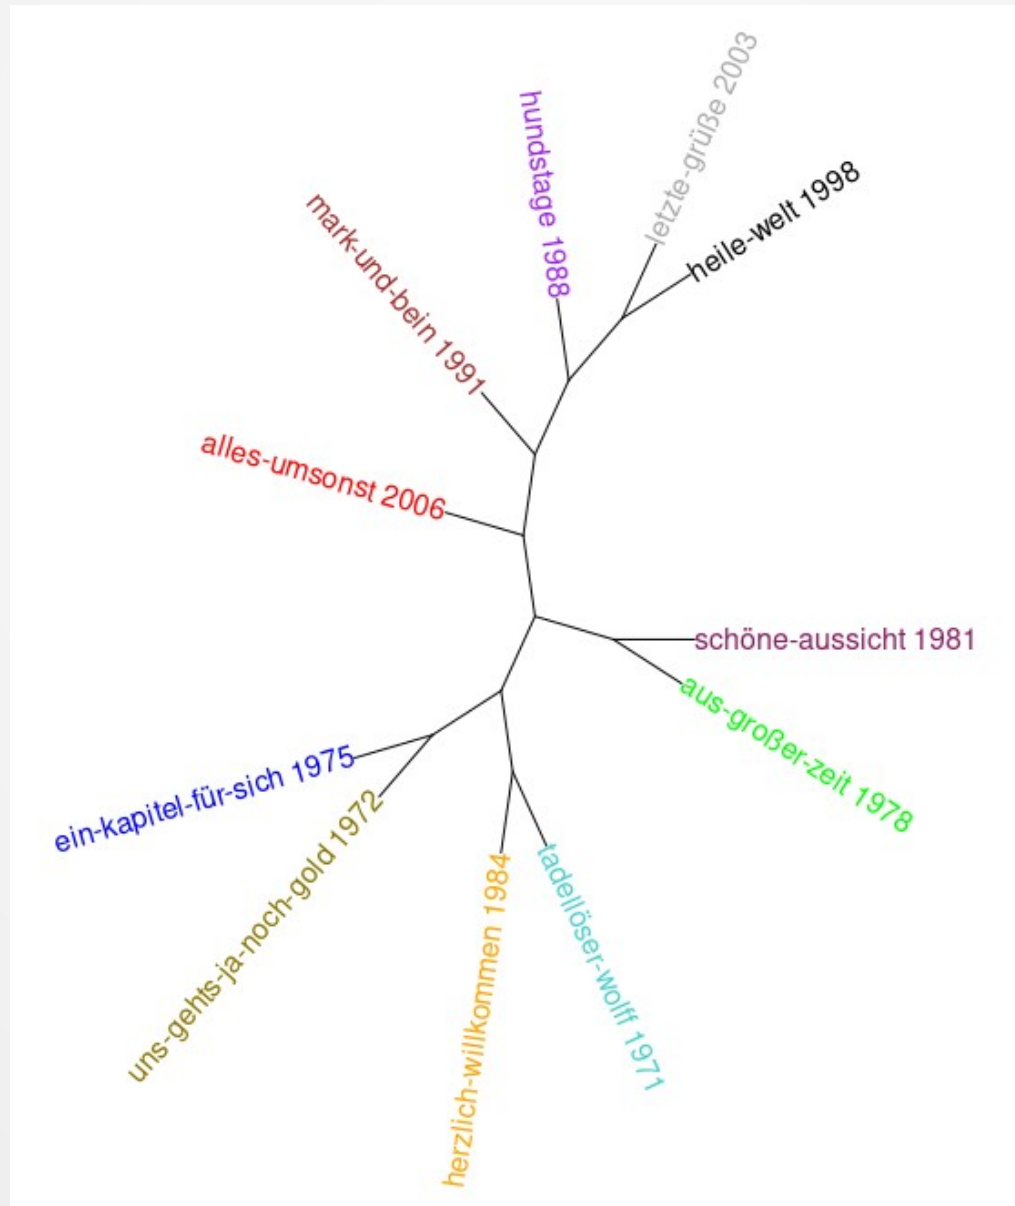 letzte-grüße 2003
hundstage 1988
heile-welt 1998
mark-und-bein 1991
alles-umsonst 2006
schöne-aussicht 1981
aus-großer-zeit 1978
ein-kapitel-für-sich 1975
uns-gehts-ja-noch-gold 1972
herzlich-willkommen 1984
tadellöser-wolff 1971